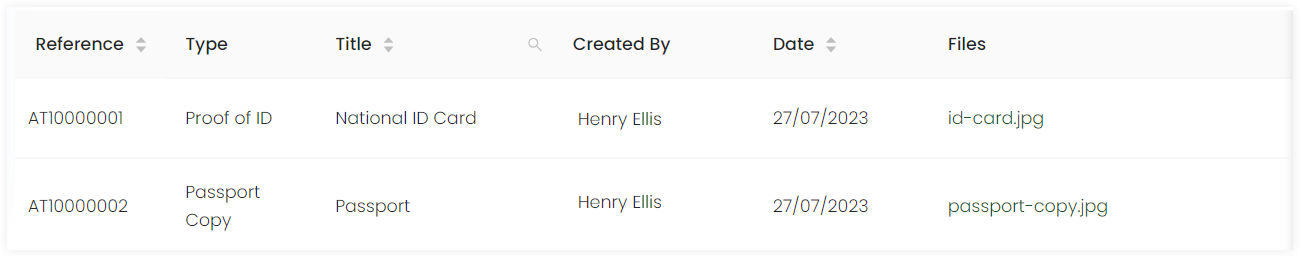 Reference Type Title Created By Date Files
AT10000001 Proof of ID National ID Card Henry Ellis 27/07/2023 id-card.jpg
AT10000002 Passport Copy Passport Henry Ellis 27/07/2023 passport-copy.jpg